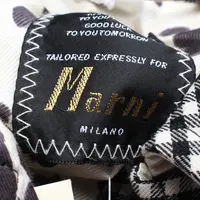 GOOD LUCK
TO YOU TOMORROW
TAILORED EXPRESSLY FOR
Marni
MILANO